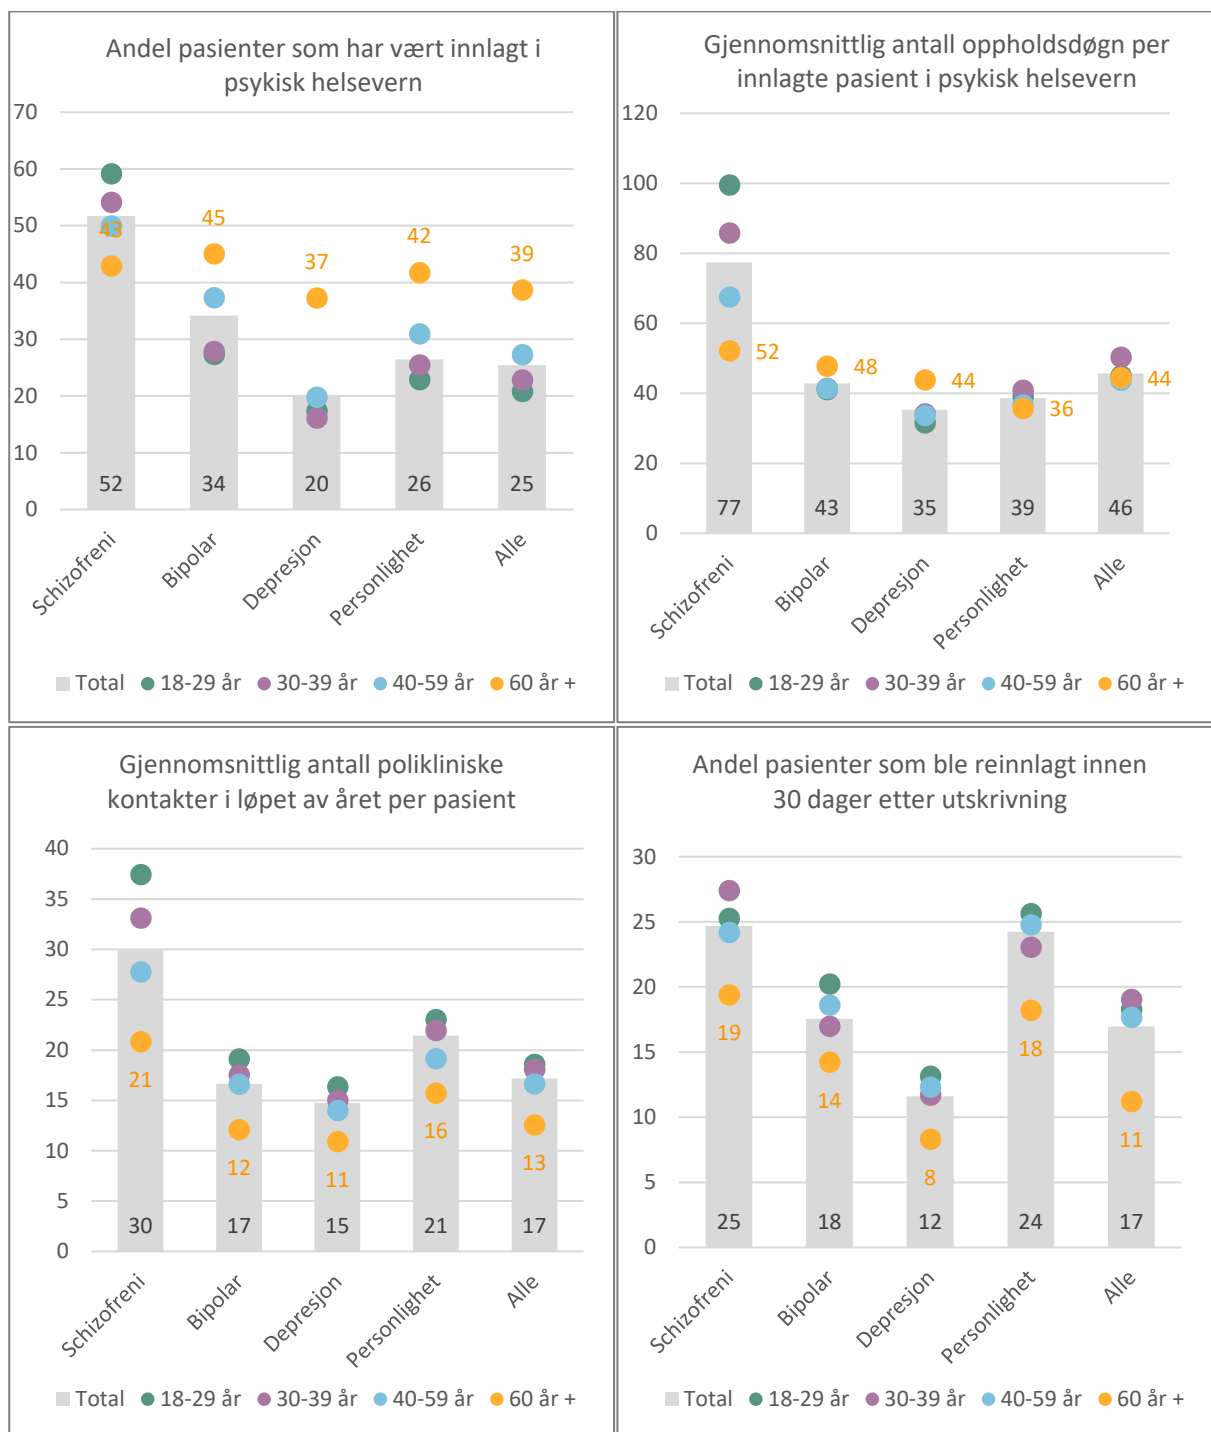 Andel pasienter som har vært innlagt i
psykisk helsevern
70
60
50
40
30
20
10
0
43
45
37
42
39
52
34
20
26
25
Schizofreni
Bipolar
Depresjon
Personlighet
Alle
Total 18-29 år 30-39 år 40-59 år 60 år +
Gjennomsnittlig antall oppholdsdøgn per
innlagte pasient i psykisk helsevern
120
100
80
60
40
20
0
52
48
44
36
44
77
43
35
39
46
Schizofreni
Bipolar
Depresjon
Personlighet
Alle
Total 18-29 år 30-39 år 40-59 år 60 år +
Gjennomsnittlig antall polikliniske
kontakter i løpet av året per pasient
40
35
30
25
20
15
10
5
0
21
12
11
16
13
30
17
15
21
17
Schizofreni
Bipolar
Depresjon
Personlighet
Alle
Total 18-29 år 30-39 år 40-59 år 60 år +
Andel pasienter som ble reinnlagt innen
30 dager etter utskrivning
30
25
20
15
10
5
0
19
14
8
18
11
25
18
12
24
17
Schizofreni
Bipolar
Depresjon
Personlighet
Alle
Total 18-29 år 30-39 år 40-59 år 60 år +